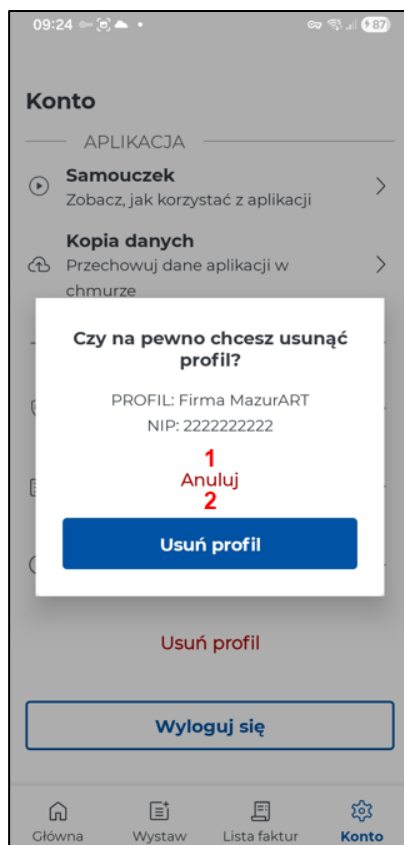 09:24
87
Konto
APLIKACJA
Samouczek
Zobacz, jak korzystać z aplikacji
Kopia danych
Przechowuj dane aplikacji w
chmurze
Czy na pewno chcesz usunąć
profil?
PROFIL: Firma MazurART
NIP: 2222222222
1
Anuluj
2
Usuń profil
Usuń profil
Wyloguj się
Główna Wystaw Lista faktur Konto